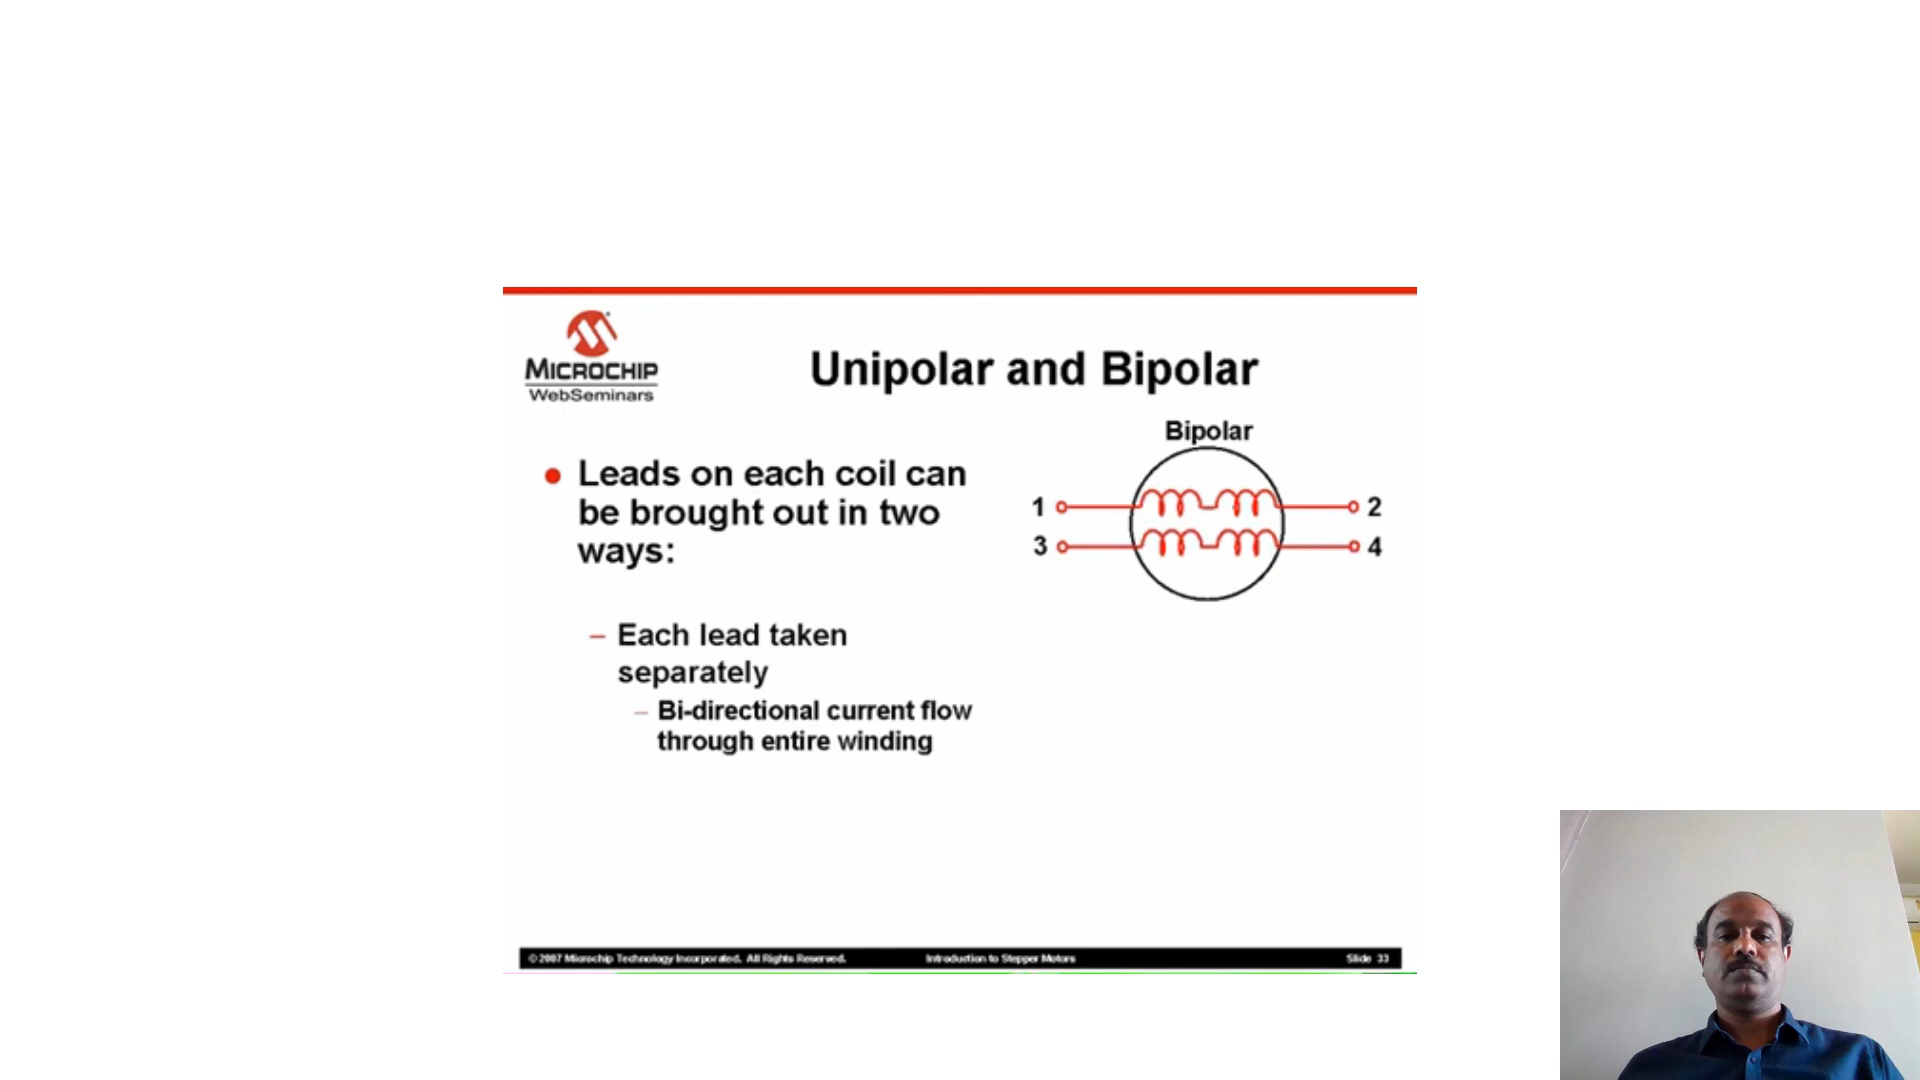 MICROCHIP
WebSeminars
Unipolar and Bipolar
● Leads on each coil can
be brought out in two
ways:
– Each lead taken
separately
– Bi-directional current flow
through entire winding
Bipolar
1 2
3 4
© 2007 Microchip Technology Incorporated. All Rights Reserved. Introduction to Stepper Motors Slide 33